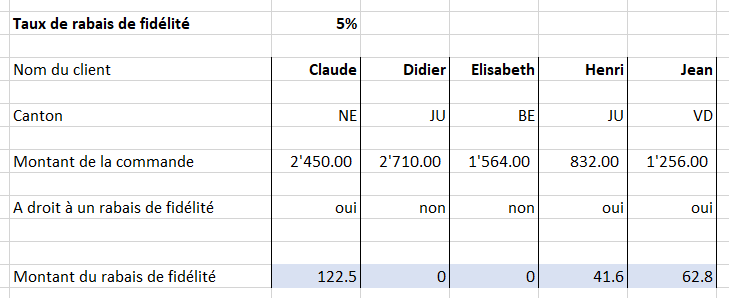 Taux de rabais de fidélité 5%
Nom du client Claude Didier Elisabeth Henri Jean
Canton NE JU BE JU VD
Montant de la commande 2'450.00 2'710.00 1'564.00 832.00 1'256.00
A droit à un rabais de fidélité oui non non oui oui
Montant du rabais de fidélité 122.5 0 0 41.6 62.8